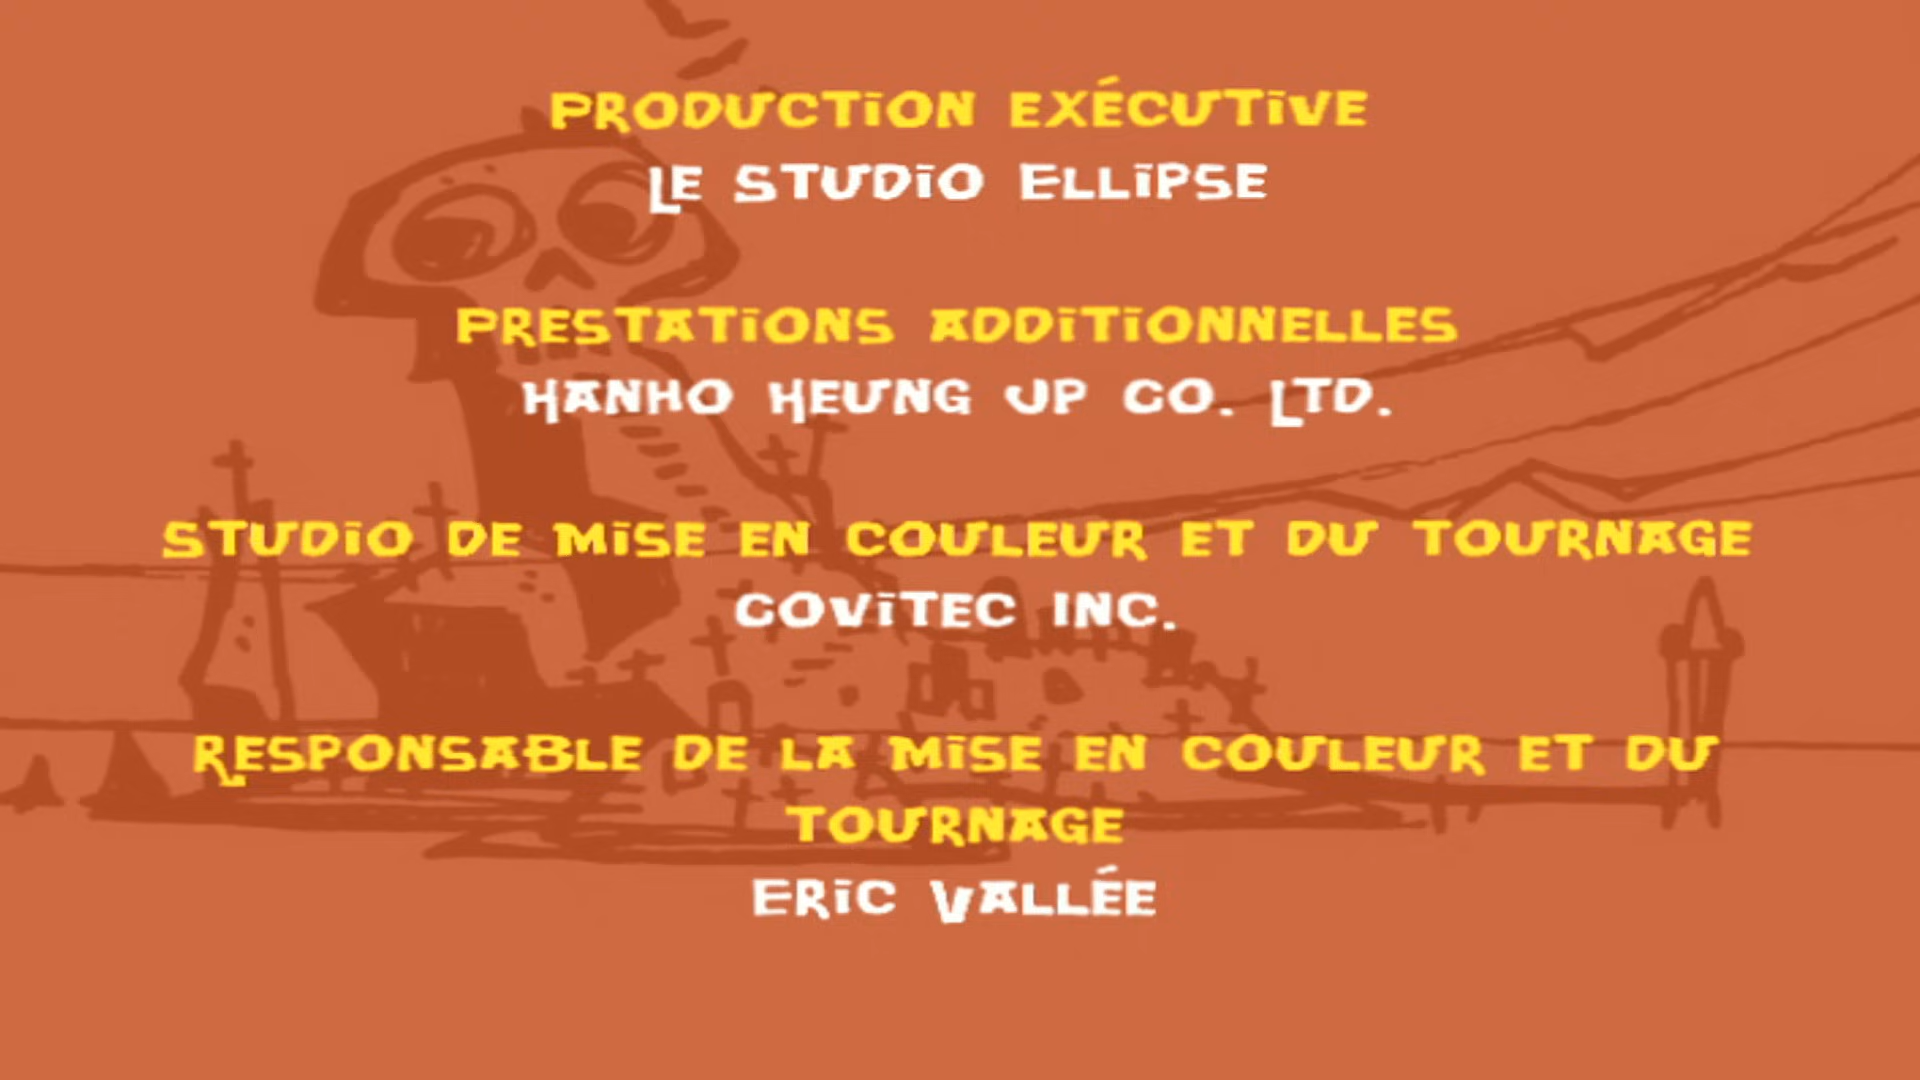 PRODUCTION EXÉCUTIVE
LE STUDIO ELLIPSE
PRESTATIONS ADDITIONNELLES
HANHO HEUNG UP CO. LTD.
STUDIO DE MISE EN COULEUR ET DU TOURNAGE
COVITEC INC.
RESPONSABLE DE LA MISE EN COULEUR ET DU
TOURNAGE
ERIC VALLÉE